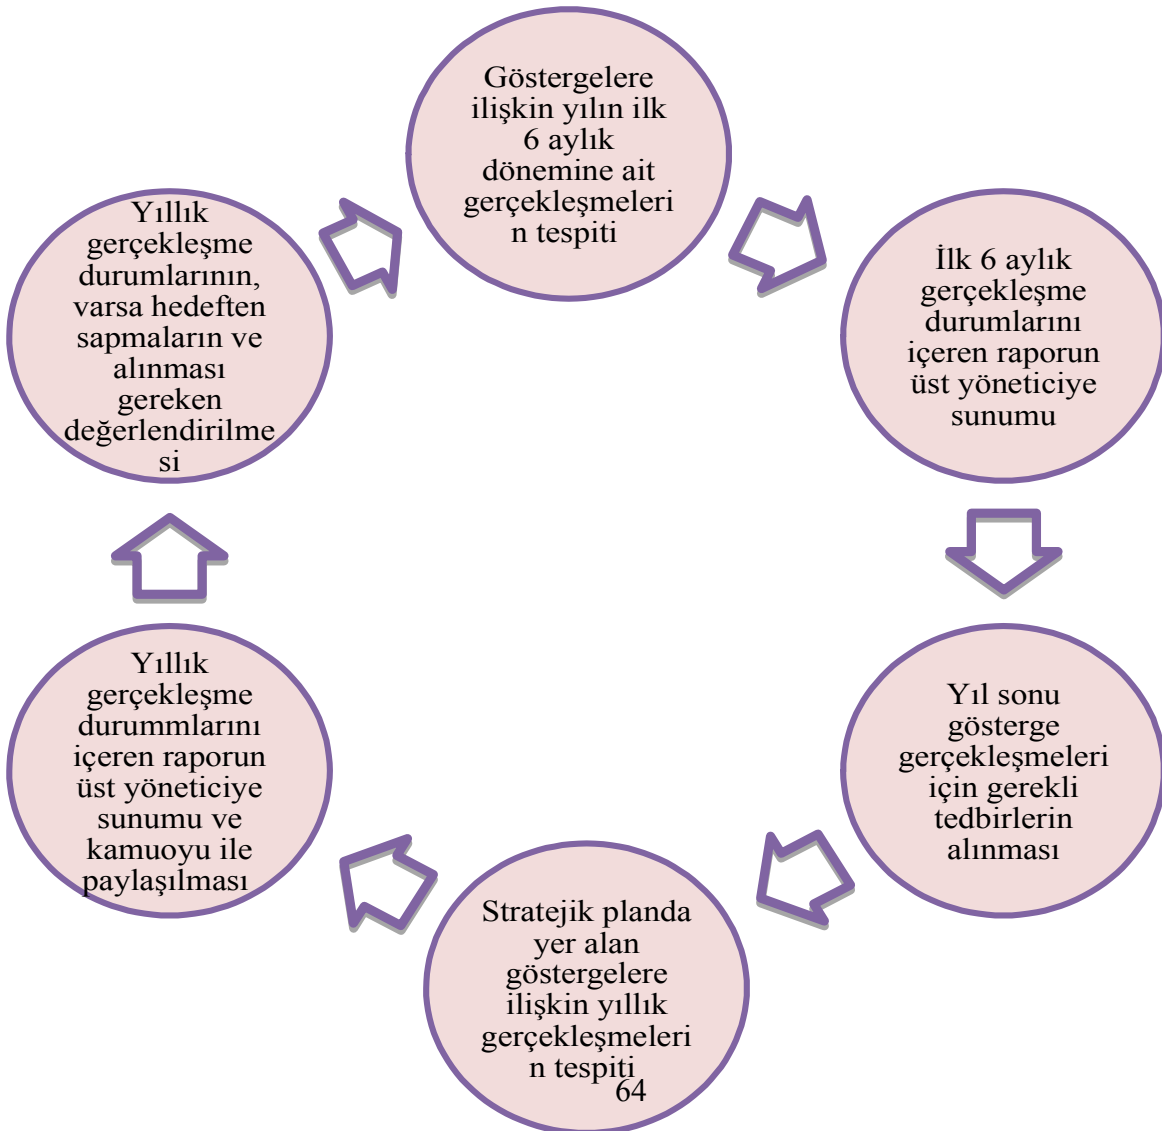 Göstergelere
ilişkin yılın ilk
6 aylık
dönemine ait
gerçekleşmeleri
n tespiti
İlk 6 aylık
gerçekleşme
durumlarını
içeren raporun
üst yöneticiye
sunumu
Yıl sonu
gösterge
gerçekleşmeleri
için gerekli
tedbirlerin
alınması
Stratejik planda
yer alan
göstergelere
ilişkin yıllık
gerçekleşmeleri
n tespiti
64
Yıllık
gerçekleşme
durummlarını
içeren raporun
üst yöneticiye
sunumu ve
kamuoyu ile
paylaşılması
Yıllık
gerçekleşme
durumlarının,
varsa hedeften
sapmaların ve
alınması
gereken
değerlendirilme
si